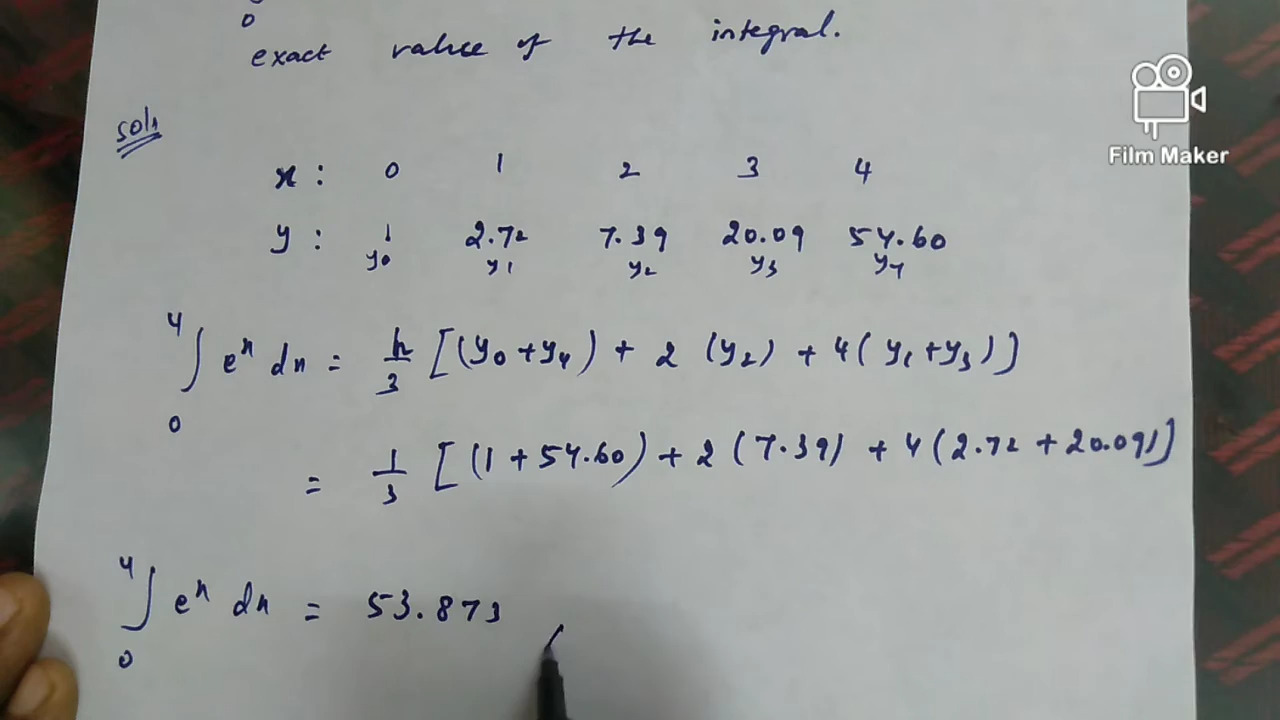 0
exact value of the integral.
Film Maker
Soln
x : 0 1 2 3 4
y : 1 2.72 7.39 20.09 54.60
y0 y1 y2 y3 y4
4∫0 e^x dx = h/3 [(y0 + y4) + 2 (y2) + 4( y1 + y3)]
= 1/3 [(1 + 54.60) + 2 (7.39) + 4 (2.72 + 20.09)]
4∫0 e^x dx = 53.873